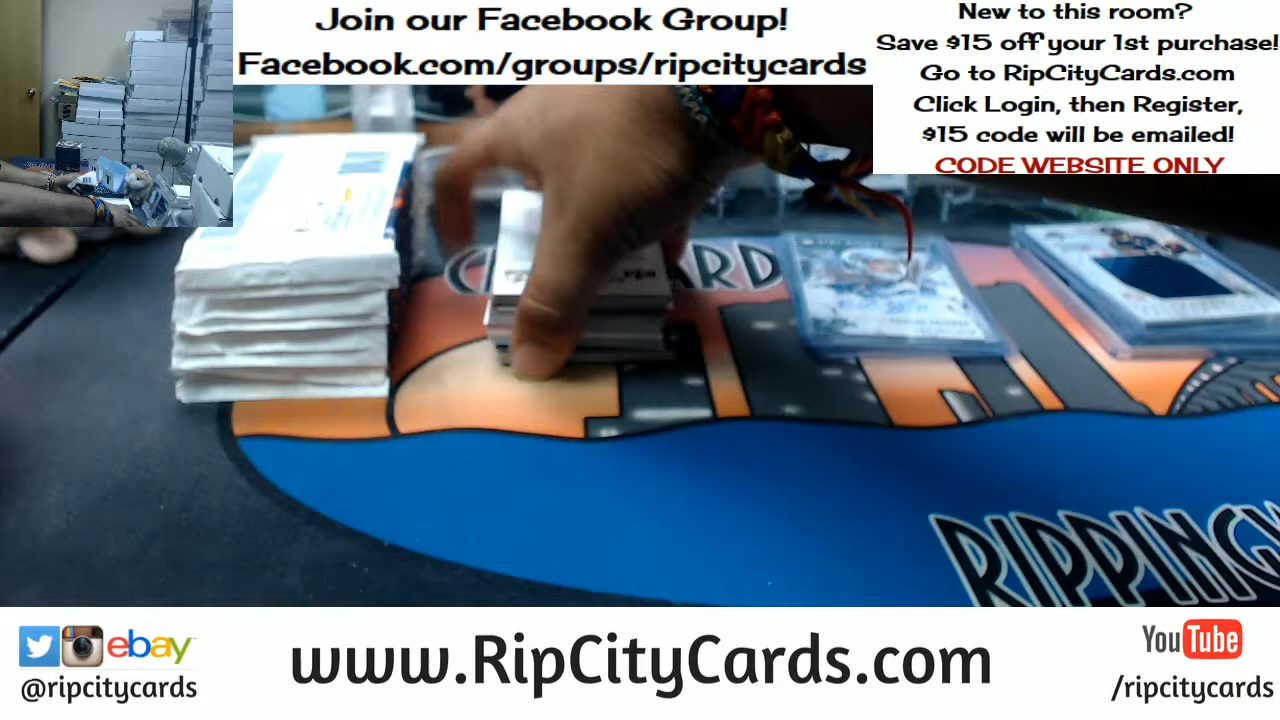 Join our Facebook Group!
Facebook.com/groups/ripcitycards
New to this room?
Save $15 off your 1st purchase!
Go to RipCityCards.com
Click Login, then Register,
$15 code will be emailed!
CODE WEBSITE ONLY
ARD
RIPPING
ebay
@ripcitycards
www.RipCityCards.com
YouTube
/ripcitycards